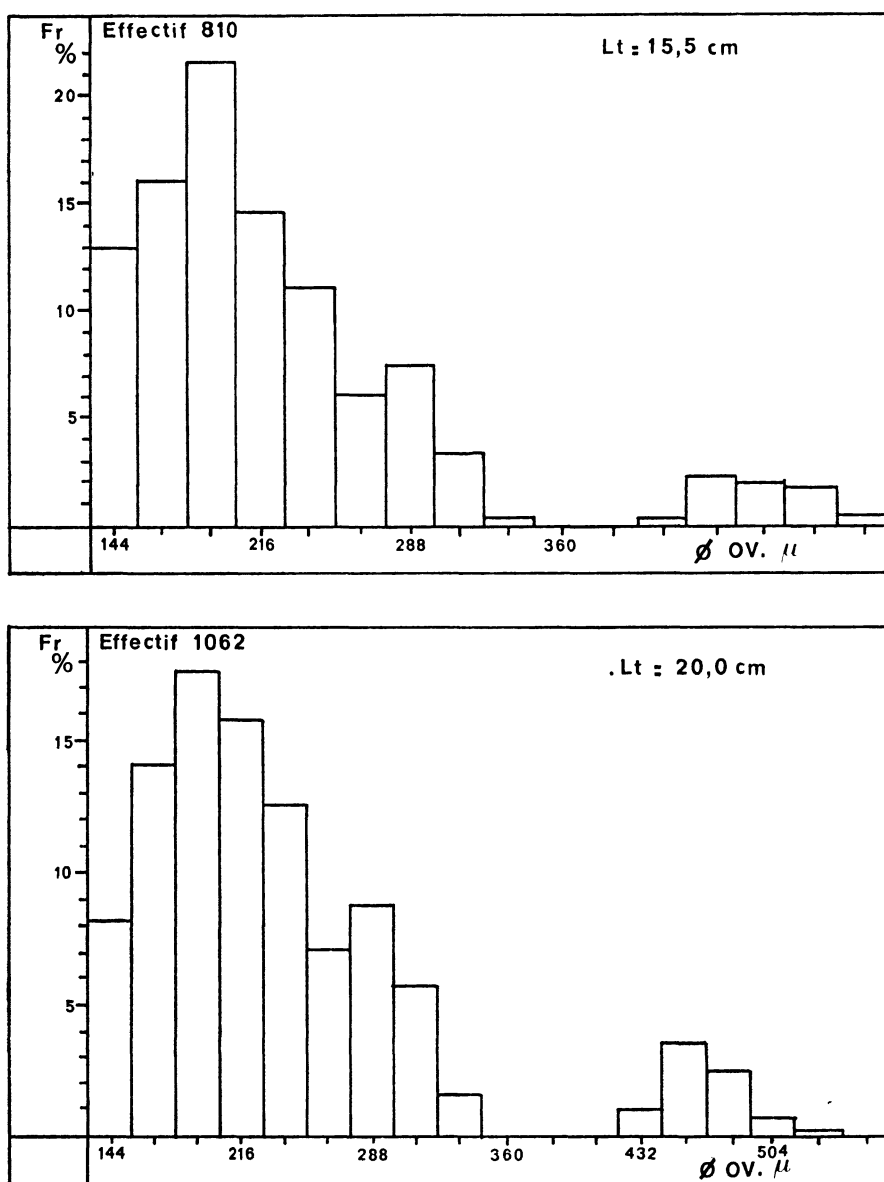 Fr Effectif 810
% Lt = 15,5 cm
20
15
10
5
144 216 288 360
Ø OV. µ
Fr Effectif 1062
% .Lt = 20,0 cm
15
10
5
144 216 288 360 432 504
Ø OV. µ